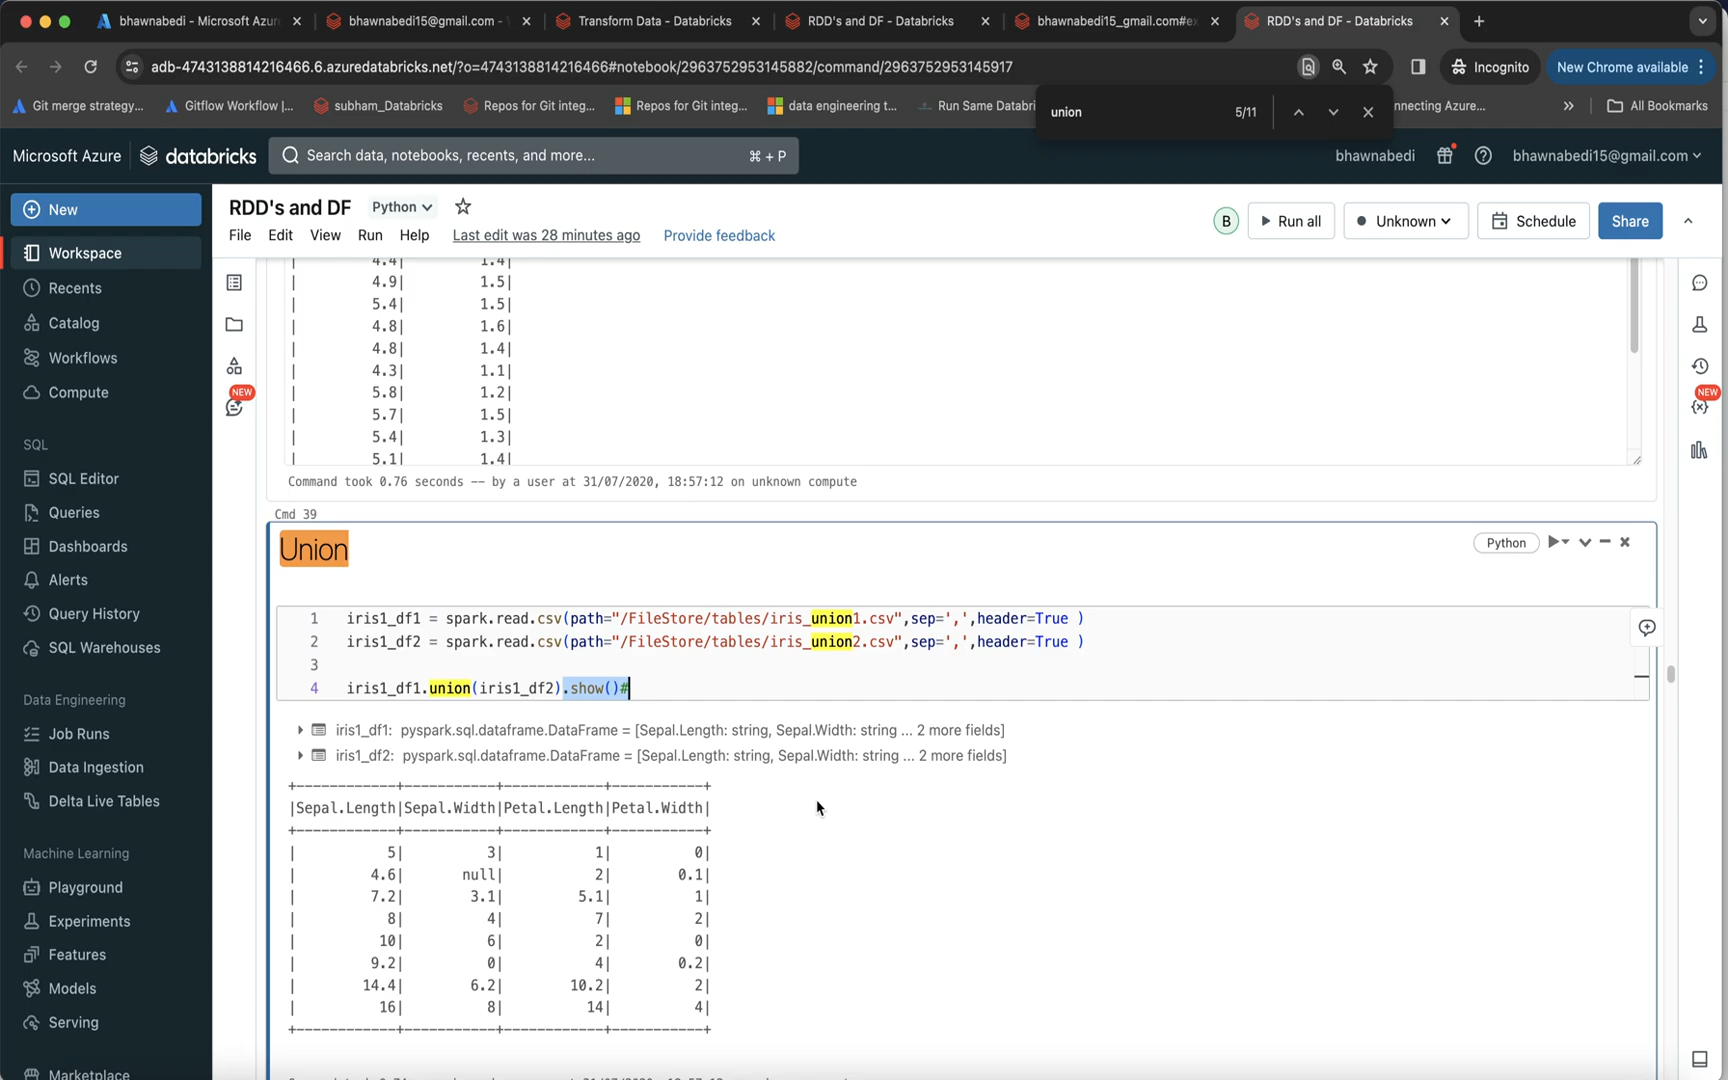 bhawnabedi - Microsoft Azur
bhawnabedi15@gmail.com -
Transform Data - Databricks
RDD's and DF - Databricks
bhawnabedi15_gmail.com#e
RDD's and DF - Databricks
adb-4743138814216466.6.azuredatabricks.net/?o=4743138814216466#notebook/2963752953145882/command/2963752953145917
Incognito
New Chrome available
Git merge strategy...
Gitflow Workflow |...
subham_Databricks
Repos for Git integ...
Repos for Git integ...
data engineering t...
Run Same Databri
nnecting Azure...
All Bookmarks
union
5/11
Microsoft Azure
databricks
Search data, notebooks, recents, and more...
⌘ + P
bhawnabedi
bhawnabedi15@gmail.com
New
Workspace
Recents
Catalog
Workflows
Compute
SQL
SQL Editor
Queries
Dashboards
Alerts
Query History
SQL Warehouses
Data Engineering
Job Runs
Data Ingestion
Delta Live Tables
Machine Learning
Playground
Experiments
Features
Models
Serving
Marketplace
RDD's and DF
Python
File Edit View Run Help Last edit was 28 minutes ago Provide feedback
B
Run all
Unknown
Schedule
Share
NEW
NEW
| 4.4| 1.4|
| 4.9| 1.5|
| 5.4| 1.5|
| 4.8| 1.6|
| 4.8| 1.4|
| 4.3| 1.1|
| 5.8| 1.2|
| 5.7| 1.5|
| 5.4| 1.3|
| 5.1| 1.4|
Command took 0.76 seconds -- by a user at 31/07/2020, 18:57:12 on unknown compute
Cmd 39
Union
Python
1 iris1_df1 = spark.read.csv(path="/FileStore/tables/iris_union1.csv",sep=',',header=True )
2 iris1_df2 = spark.read.csv(path="/FileStore/tables/iris_union2.csv",sep=',',header=True )
3
4 iris1_df1.union(iris1_df2).show()#
iris1_df1: pyspark.sql.dataframe.DataFrame = [Sepal.Length: string, Sepal.Width: string ... 2 more fields]
iris1_df2: pyspark.sql.dataframe.DataFrame = [Sepal.Length: string, Sepal.Width: string ... 2 more fields]
+------------+-----------+------------+-----------+
|Sepal.Length|Sepal.Width|Petal.Length|Petal.Width|
+------------+-----------+------------+-----------+
| 5| 3| 1| 0|
| 4.6| null| 2| 0.1|
| 7.2| 3.1| 5.1| 1|
| 8| 4| 7| 2|
| 10| 6| 2| 0|
| 9.2| 0| 4| 0.2|
| 14.4| 6.2| 10.2| 2|
| 16| 8| 14| 4|
+------------+-----------+------------+-----------+